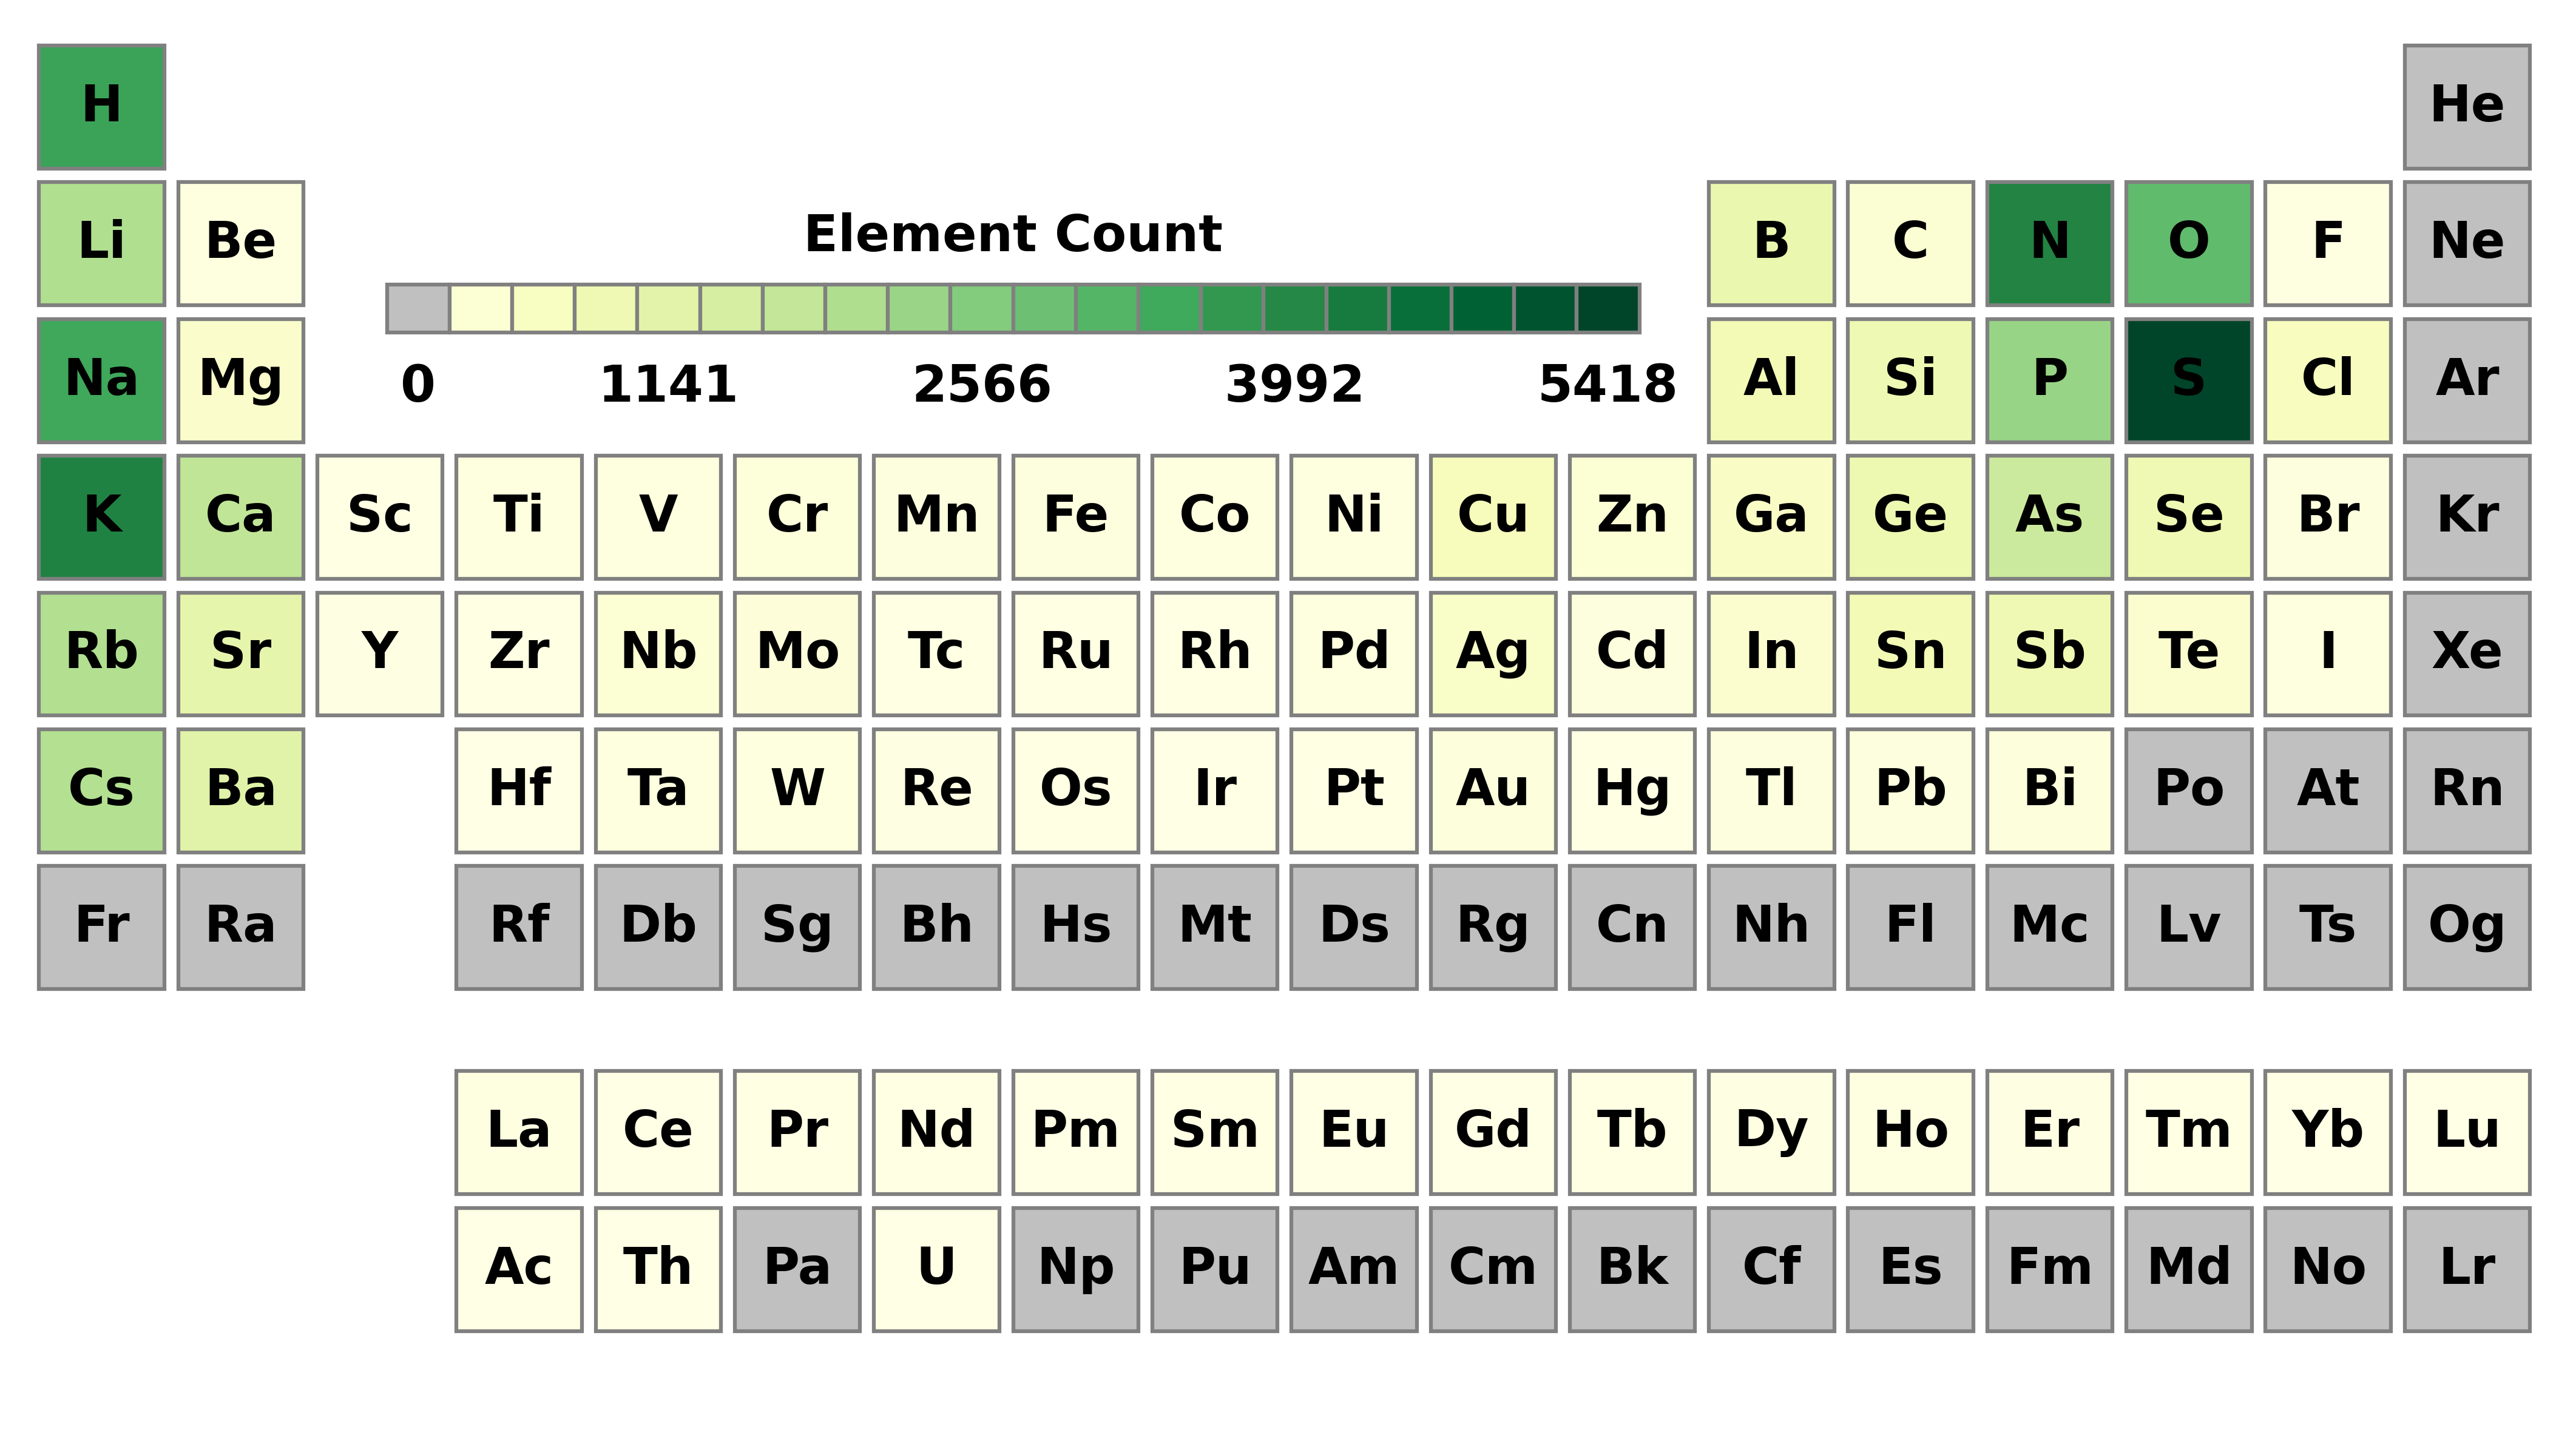 H He
Li Be B C N O F Ne
Element Count
Na Mg Al Si P S Cl Ar
0 1141 2566 3992 5418
K Ca Sc Ti V Cr Mn Fe Co Ni Cu Zn Ga Ge As Se Br Kr
Rb Sr Y Zr Nb Mo Tc Ru Rh Pd Ag Cd In Sn Sb Te I Xe
Cs Ba Hf Ta W Re Os Ir Pt Au Hg Tl Pb Bi Po At Rn
Fr Ra Rf Db Sg Bh Hs Mt Ds Rg Cn Nh Fl Mc Lv Ts Og
La Ce Pr Nd Pm Sm Eu Gd Tb Dy Ho Er Tm Yb Lu
Ac Th Pa U Np Pu Am Cm Bk Cf Es Fm Md No Lr